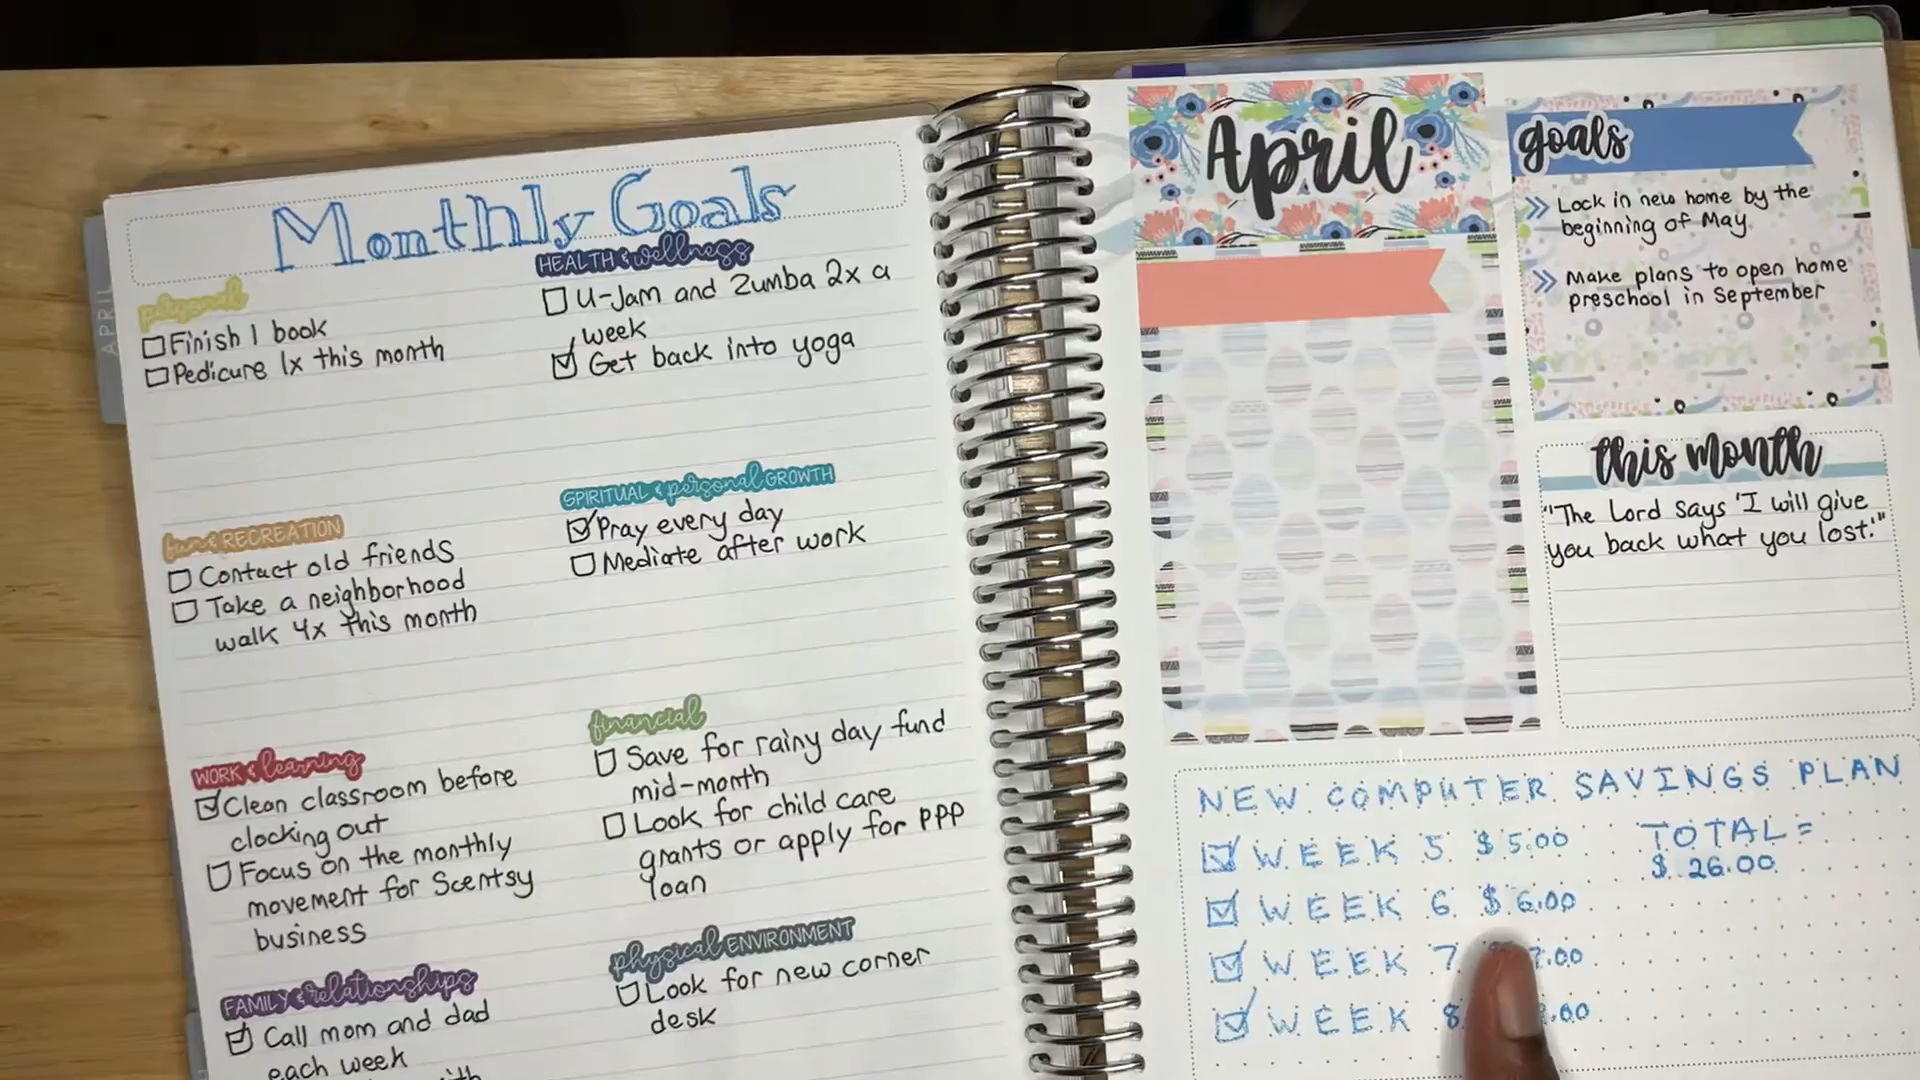 APRIL
Monthly Goals
personal
Finish 1 book
Pedicure 1x this month
HEALTH & wellness
U-Jam and Zumba 2x a
week
Get back into yoga
fun & RECREATION
Contact old friends
Take a neighborhood
walk 4x this month
SPIRITUAL & personal GROWTH
Pray every day
Mediate after work
WORK & learning
Clean classroom before
clocking out
Focus on the monthly
movement for Scentsy
business
financial
Save for rainy day fund
mid-month
Look for child care
grants or apply for PPP
loan
FAMILY & relationships
Call mom and dad
each week
physical ENVIRONMENT
Look for new corner
desk
April
goals
Lock in new home by the
beginning of May
Make plans to open home
preschool in September
this month
"The Lord says 'I will give
you back what you lost.'"
NEW COMPUTER SAVINGS PLAN
WEEK 5 $5.00
WEEK 6 $6.00
WEEK 7
WEEK 8
TOTAL =
$ 26.00